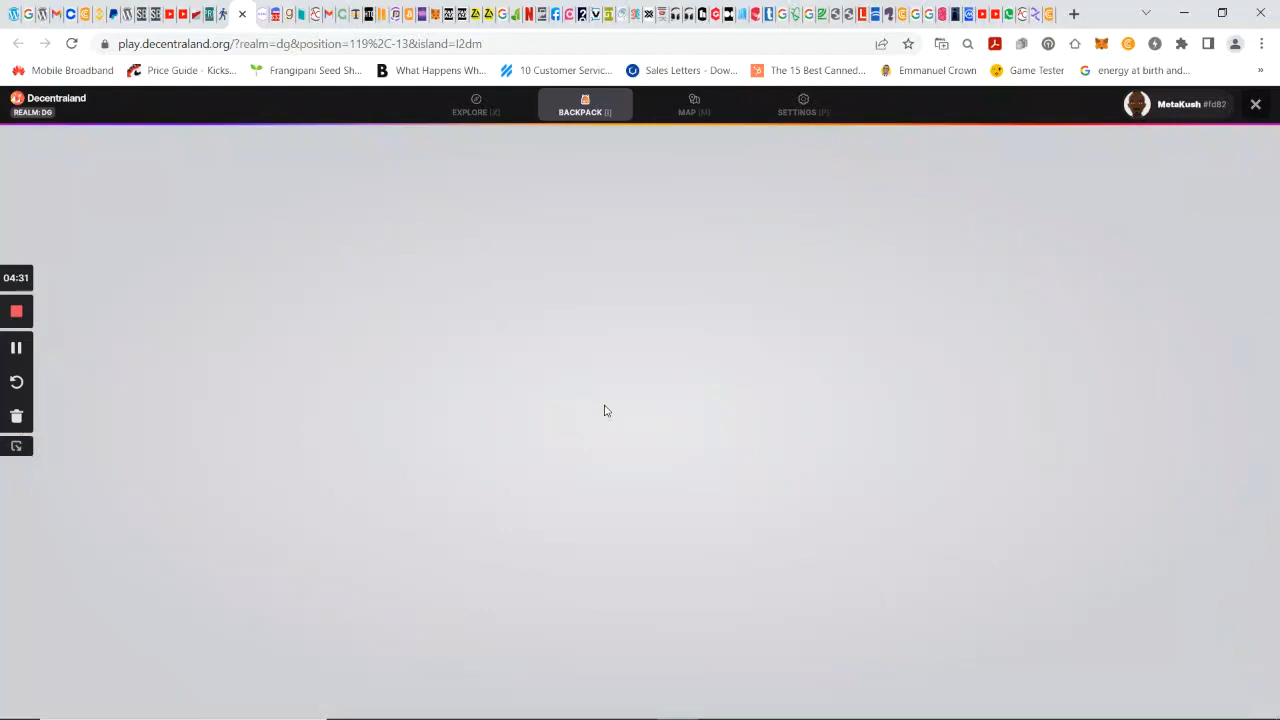 play.decentraland.org/?realm=dg&position=119%2C-13&island=I2dm
Mobile Broadband
Price Guide - Kicks...
Frangipani Seed Sh...
What Happens Wh...
10 Customer Servic...
Sales Letters - Dow...
The 15 Best Canned...
Emmanuel Crown
Game Tester
energy at birth and...
»
Decentraland
REALM: DG
EXPLORE [X]
BACKPACK [I]
MAP [M]
SETTINGS [P]
MetaKush #fd82
04:31